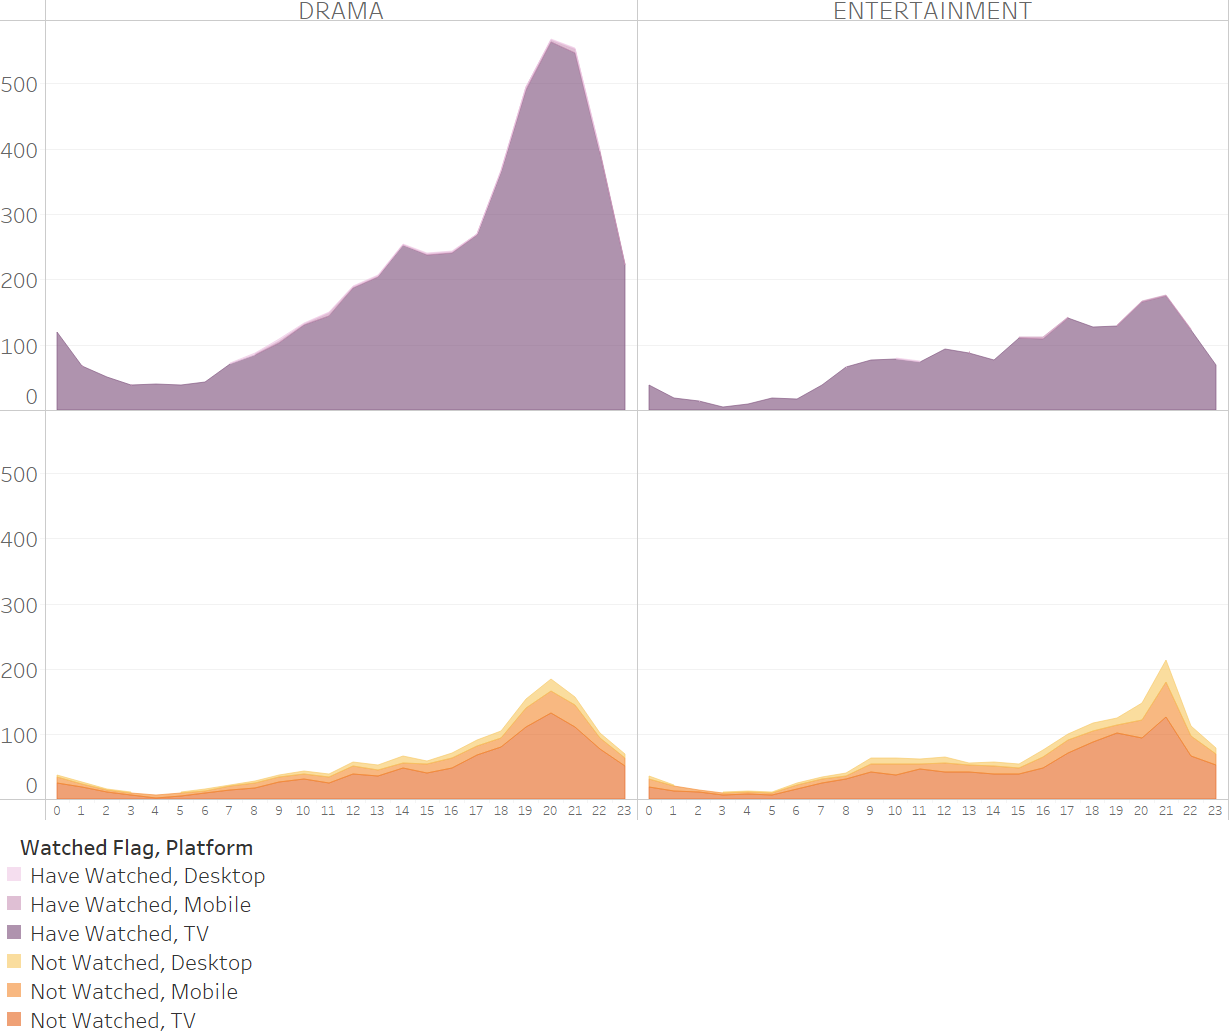 DRAMA ENTERTAINMENT
500
400
300
200
100
0
500
400
300
200
100
0
0 1 2 3 4 5 6 7 8 9 10 11 12 13 14 15 16 17 18 19 20 21 22 23 0 1 2 3 4 5 6 7 8 9 10 11 12 13 14 15 16 17 18 19 20 21 22 23
Watched Flag, Platform
Have Watched, Desktop
Have Watched, Mobile
Have Watched, TV
Not Watched, Desktop
Not Watched, Mobile
Not Watched, TV